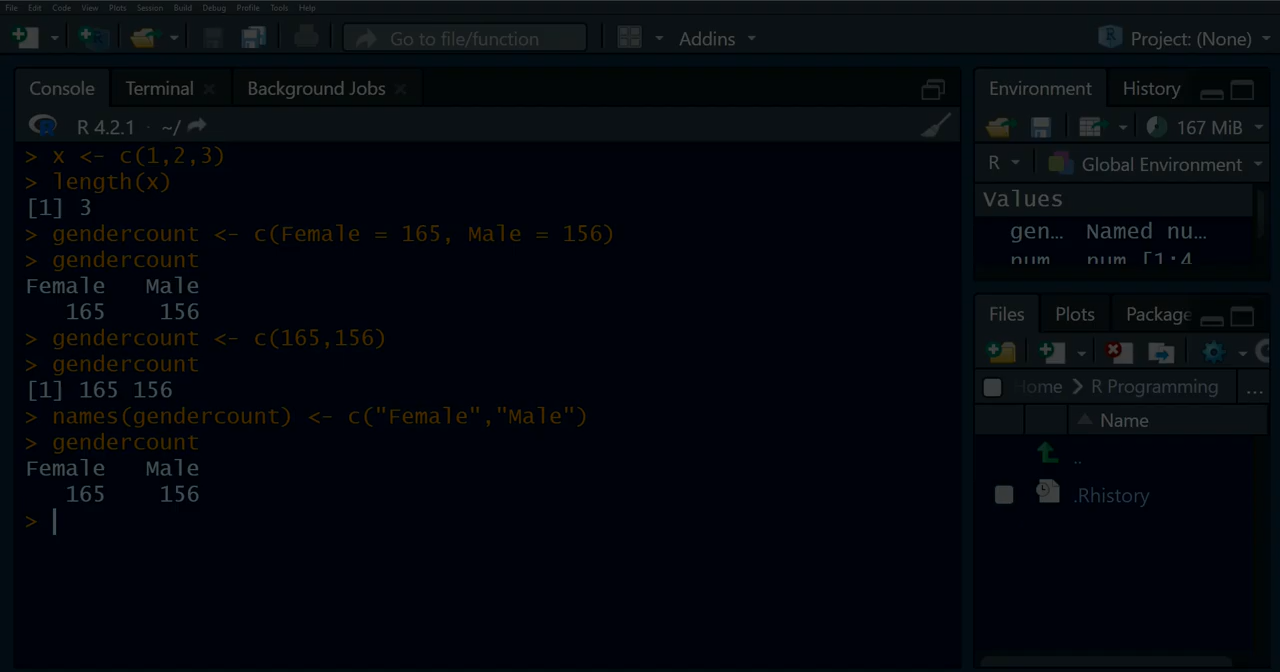 File Edit Code View Plots Session Build Debug Profile Tools Help
Go to file/function Addins Project: (None)
Console Terminal Background Jobs
R 4.2.1 · ~/
> x <- c(1,2,3)
> length(x)
[1] 3
> gendercount <- c(Female = 165, Male = 156)
> gendercount
Female Male
165 156
> gendercount <- c(165,156)
> gendercount
[1] 165 156
> names(gendercount) <- c("Female","Male")
> gendercount
Female Male
165 156
>
Environment History
167 MiB
R Global Environment
Values
gen… Named nu…
num num [1:4
Files Plots Package
Home R Programming ...
Name
..
.Rhistory